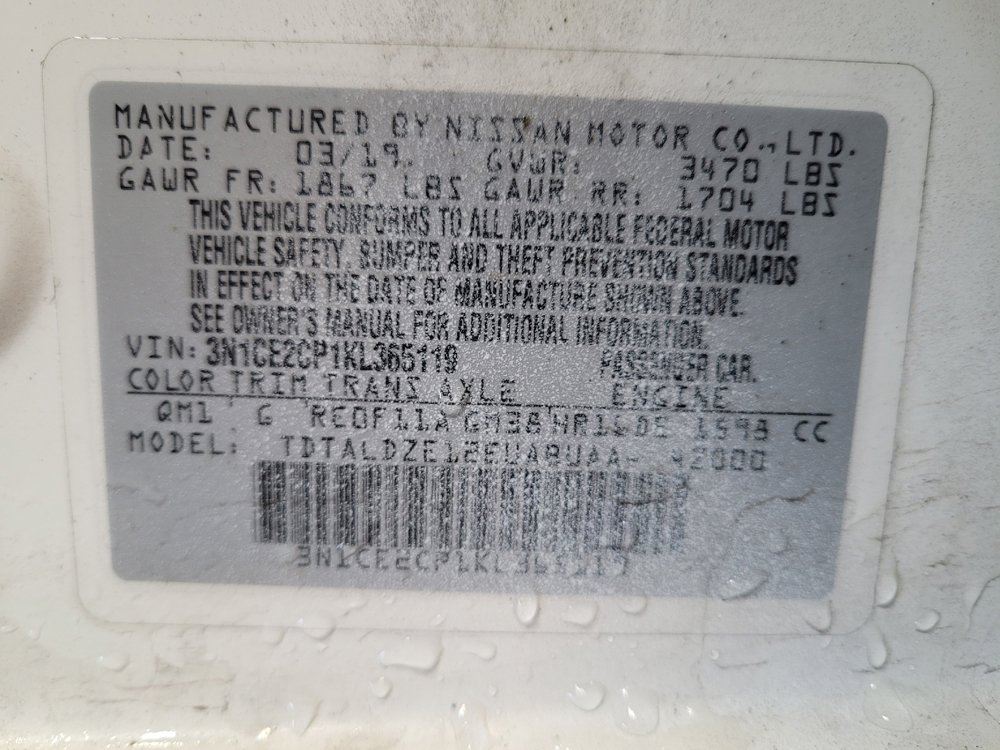 MANUFACTURED BY NISSAN MOTOR CO., LTD.
DATE: 03/19 GVWR: 3470 LBS
GAWR FR: 1867 LBS GAWR RR: 1704 LBS
THIS VEHICLE CONFORMS TO ALL APPLICABLE FEDERAL MOTOR
VEHICLE SAFETY, BUMPER AND THEFT PREVENTION STANDARDS
IN EFFECT ON THE DATE OF MANUFACTURE SHOWN ABOVE.
SEE OWNER'S MANUAL FOR ADDITIONAL INFORMATION.
VIN: 3N1CE2CP1KL365119 PASSENGER CAR.
COLOR TRIM TRANS AXLE ENGINE
QM1 G RE0F11A GM38 HR16DE 1598 CC
MODEL:
3N1CE2CP1KL365119